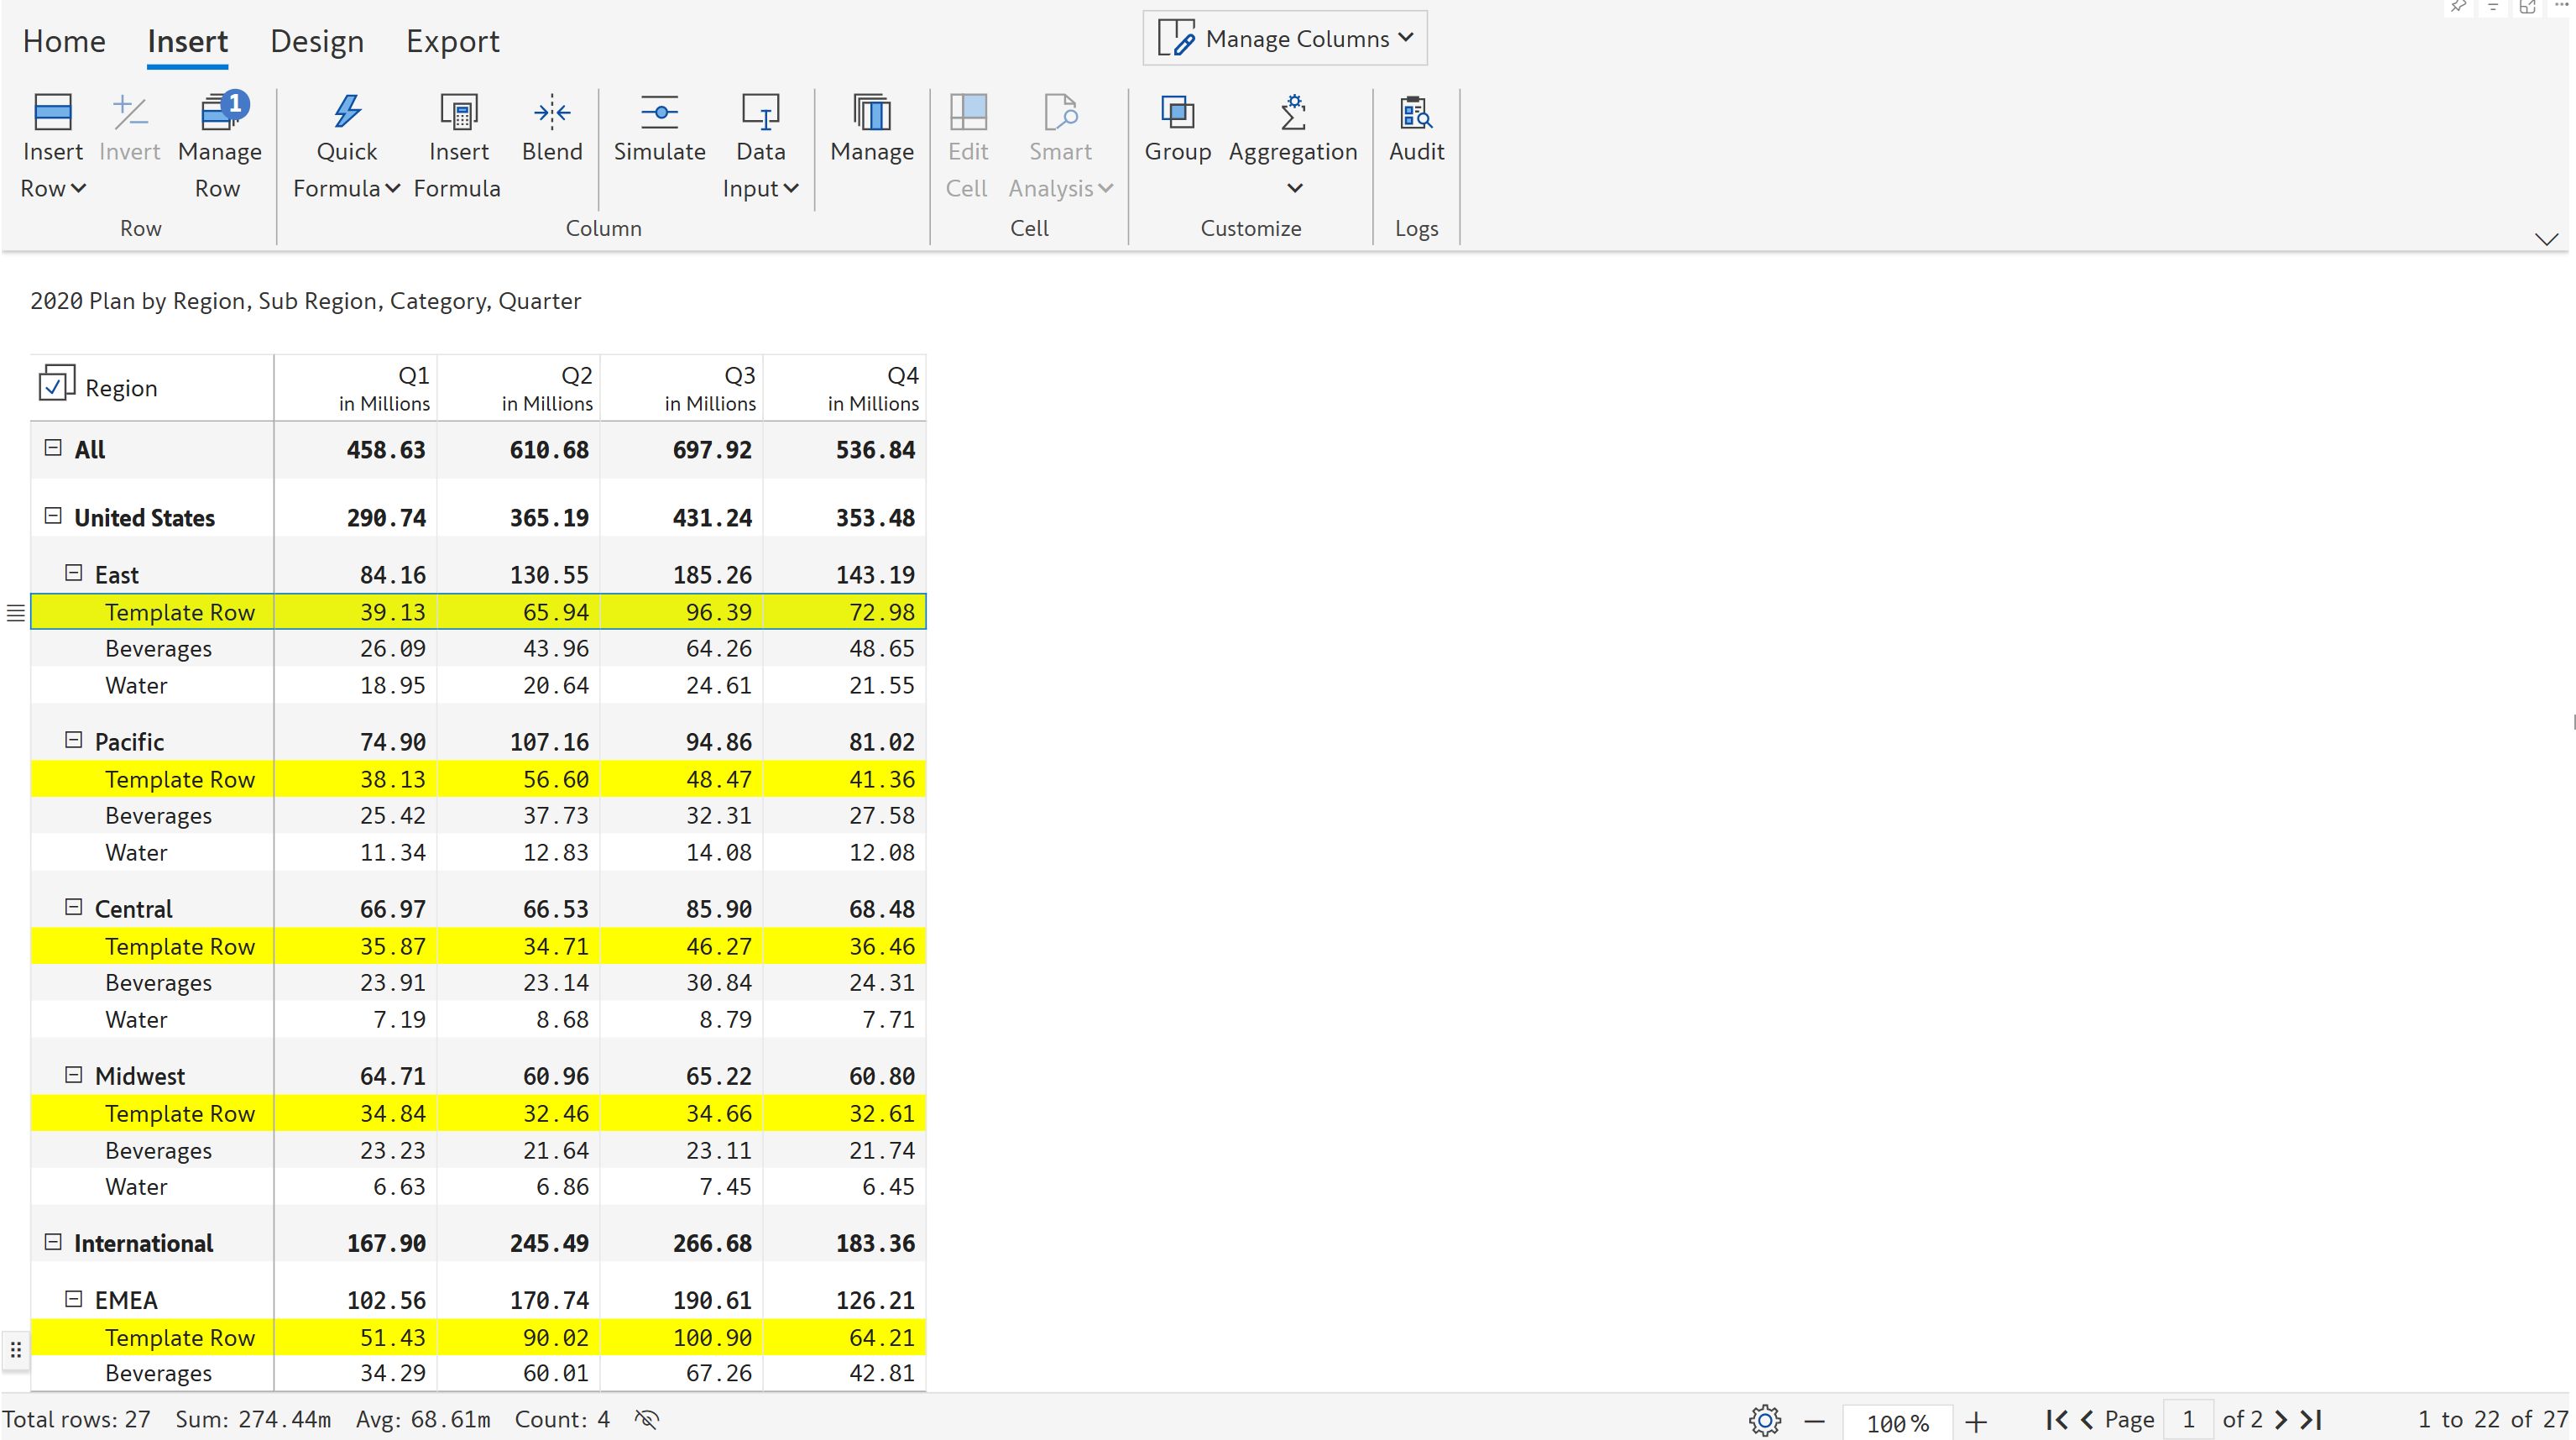 Home Insert Design Export Manage Columns
Insert Row Invert Manage Row 1 Quick Formula Insert Formula Blend Simulate Data Input Manage Edit Cell Smart Analysis Group Aggregation Audit
Row Column Cell Customize Logs
2020 Plan by Region, Sub Region, Category, Quarter
Region Q1 in Millions Q2 in Millions Q3 in Millions Q4 in Millions
All 458.63 610.68 697.92 536.84
United States 290.74 365.19 431.24 353.48
East 84.16 130.55 185.26 143.19
Template Row 39.13 65.94 96.39 72.98
Beverages 26.09 43.96 64.26 48.65
Water 18.95 20.64 24.61 21.55
Pacific 74.90 107.16 94.86 81.02
Template Row 38.13 56.60 48.47 41.36
Beverages 25.42 37.73 32.31 27.58
Water 11.34 12.83 14.08 12.08
Central 66.97 66.53 85.90 68.48
Template Row 35.87 34.71 46.27 36.46
Beverages 23.91 23.14 30.84 24.31
Water 7.19 8.68 8.79 7.71
Midwest 64.71 60.96 65.22 60.80
Template Row 34.84 32.46 34.66 32.61
Beverages 23.23 21.64 23.11 21.74
Water 6.63 6.86 7.45 6.45
International 167.90 245.49 266.68 183.36
EMEA 102.56 170.74 190.61 126.21
Template Row 51.43 90.02 100.90 64.21
Beverages 34.29 60.01 67.26 42.81
Total rows: 27 Sum: 274.44m Avg: 68.61m Count: 4 100% Page 1 of 2 1 to 22 of 27